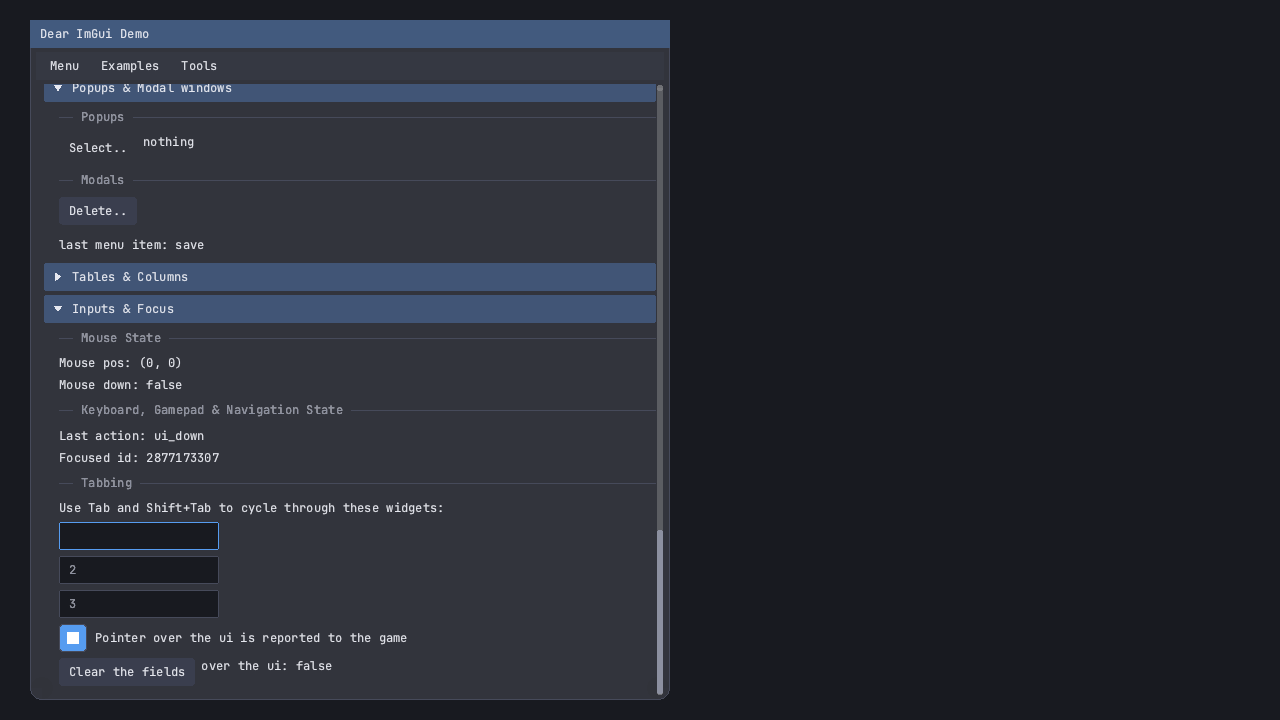 Dear ImGui Demo
Menu Examples Tools
Popups & Modal Windows
Popups
Select.. nothing
Modals
Delete..
last menu item: save
Tables & Columns
Inputs & Focus
Mouse State
Mouse pos: (0, 0)
Mouse down: false
Keyboard, Gamepad & Navigation State
Last action: ui_down
Focused id: 2877173307
Tabbing
Use Tab and Shift+Tab to cycle through these widgets:
2
3
Pointer over the ui is reported to the game
Clear the fields over the ui: false